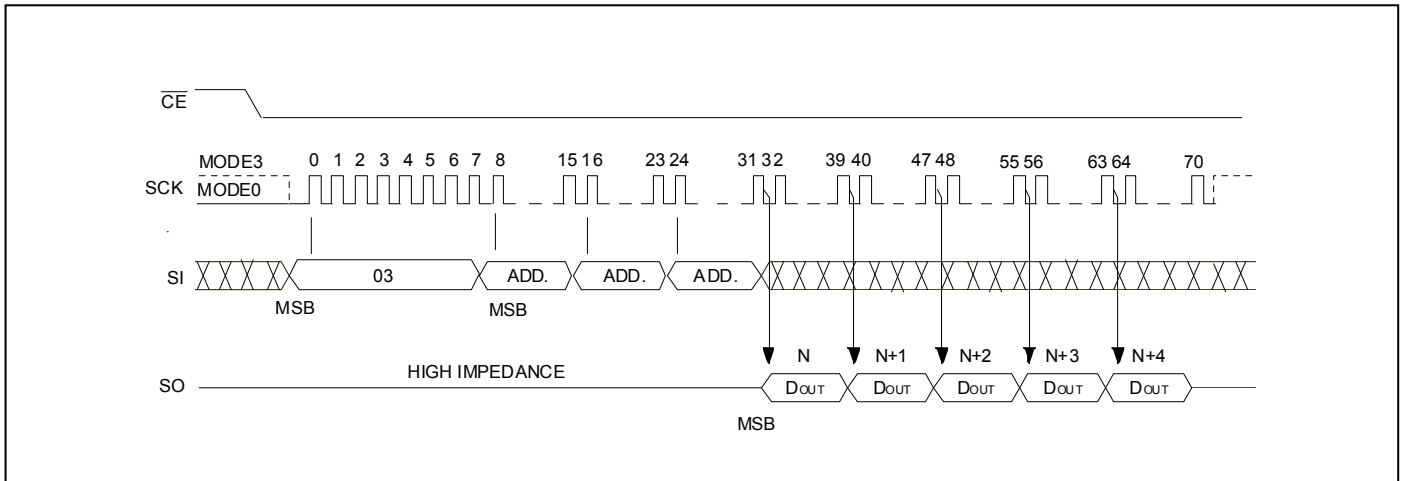 CE
MODE3 0 1 2 3 4 5 6 7 8 15 16 23 24 31 32 39 40 47 48 55 56 63 64 70
SCK MODE0
SI 03 ADD. ADD. ADD.
MSB MSB
N N+1 N+2 N+3 N+4
HIGH IMPEDANCE
SO DOUT DOUT DOUT DOUT DOUT
MSB